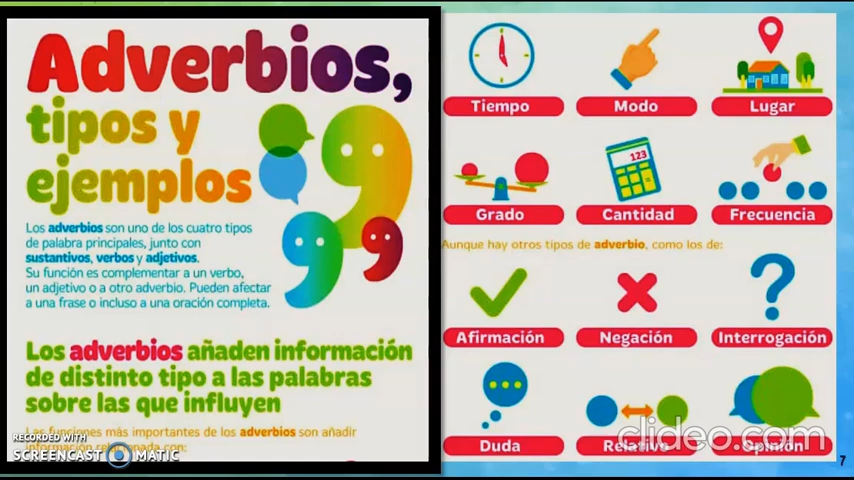 Adverbios,
tipos y
ejemplos
Los adverbios son uno de los cuatro tipos
de palabra principales, junto con
sustantivos, verbos y adjetivos.
Su función es complementar a un verbo,
un adjetivo o a otro adverbio. Pueden afectar
a una frase o incluso a una oración completa.
Los adverbios añaden información
de distinto tipo a las palabras
sobre las que influyen
Las funciones más importantes de los adverbios son añadir
información relacionada con:
RECORDED WITH
SCREENCAST MATIC
Tiempo
Modo
Lugar
123
Grado
Cantidad
Frecuencia
Aunque hay otros tipos de adverbio, como los de:
Afirmación
Negación
Interrogación
Duda
Relativo
Opinión
clideo.com
7